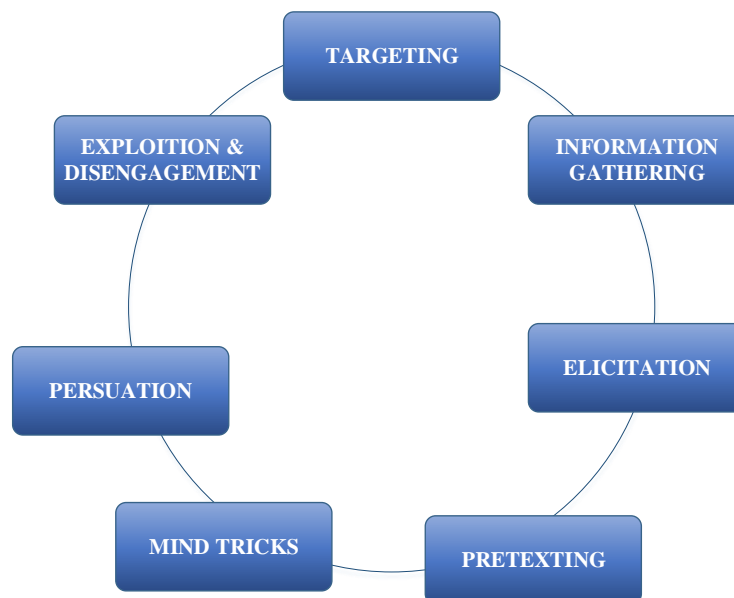 TARGETING
INFORMATION
GATHERING
ELICITATION
PRETEXTING
MIND TRICKS
PERSUATION
EXPLOITION &
DISENGAGEMENT